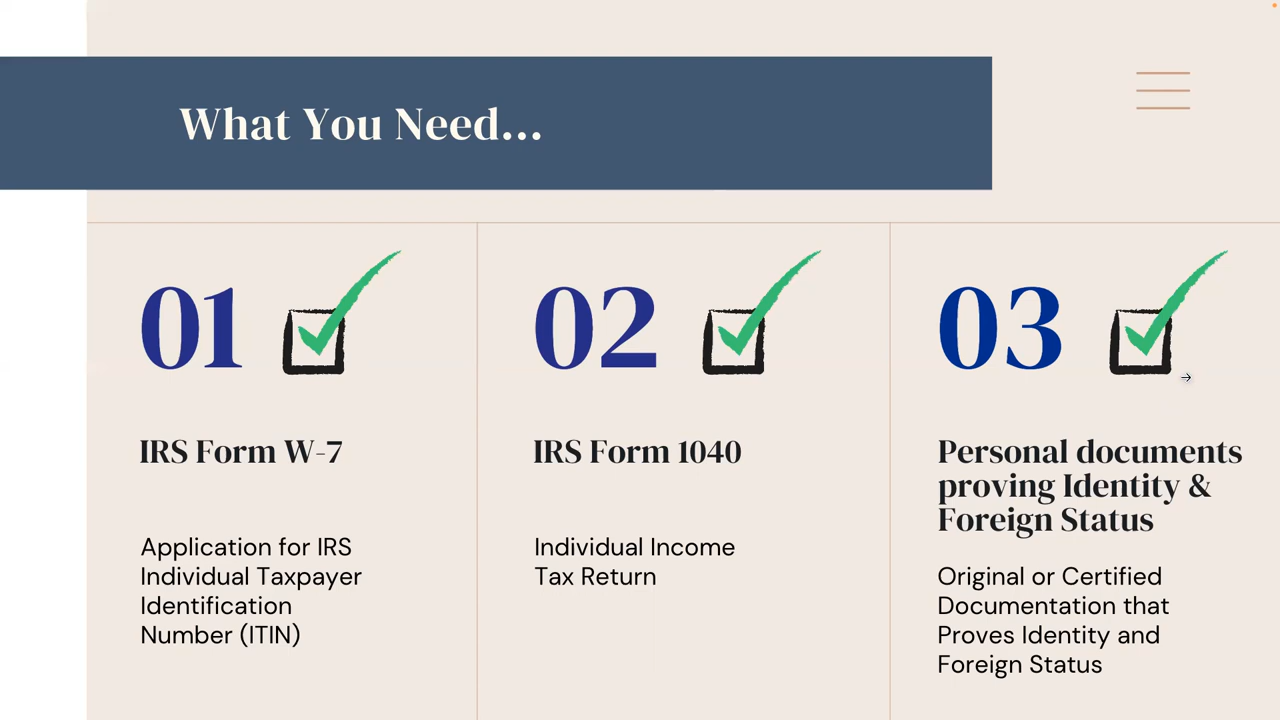 What You Need...
01
IRS Form W-7
Application for IRS
Individual Taxpayer
Identification
Number (ITIN)
02
IRS Form 1040
Individual Income
Tax Return
03
Personal documents
proving Identity &
Foreign Status
Original or Certified
Documentation that
Proves Identity and
Foreign Status